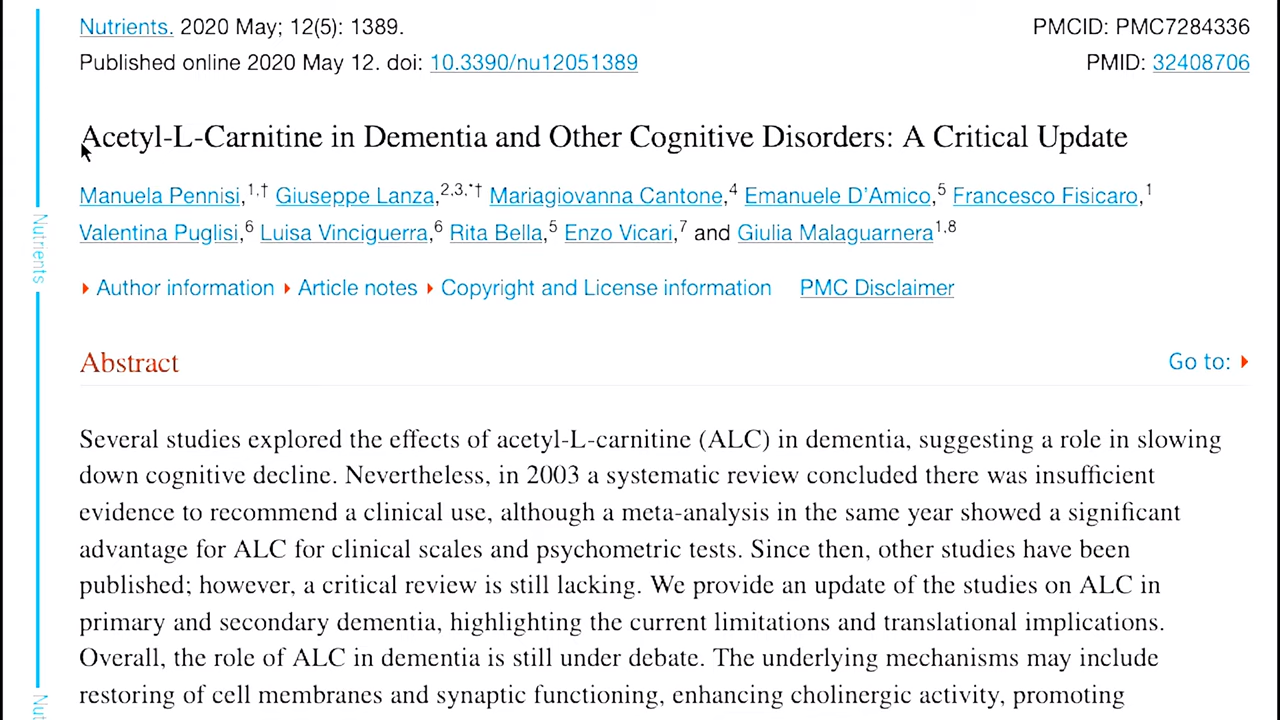 Nutrients. 2020 May; 12(5): 1389.
PMCID: PMC7284336
Published online 2020 May 12. doi: 10.3390/nu12051389
PMID: 32408706
Acetyl-L-Carnitine in Dementia and Other Cognitive Disorders: A Critical Update
Manuela Pennisi,1,† Giuseppe Lanza,2,3,*† Mariagiovanna Cantone,4 Emanuele D'Amico,5 Francesco Fisicaro,1
Valentina Puglisi,6 Luisa Vinciguerra,6 Rita Bella,5 Enzo Vicari,7 and Giulia Malaguarnera1,8
Author information Article notes Copyright and License information PMC Disclaimer
Abstract
Go to:
Several studies explored the effects of acetyl-L-carnitine (ALC) in dementia, suggesting a role in slowing
down cognitive decline. Nevertheless, in 2003 a systematic review concluded there was insufficient
evidence to recommend a clinical use, although a meta-analysis in the same year showed a significant
advantage for ALC for clinical scales and psychometric tests. Since then, other studies have been
published; however, a critical review is still lacking. We provide an update of the studies on ALC in
primary and secondary dementia, highlighting the current limitations and translational implications.
Overall, the role of ALC in dementia is still under debate. The underlying mechanisms may include
restoring of cell membranes and synaptic functioning, enhancing cholinergic activity, promoting
Nutrients
Nut